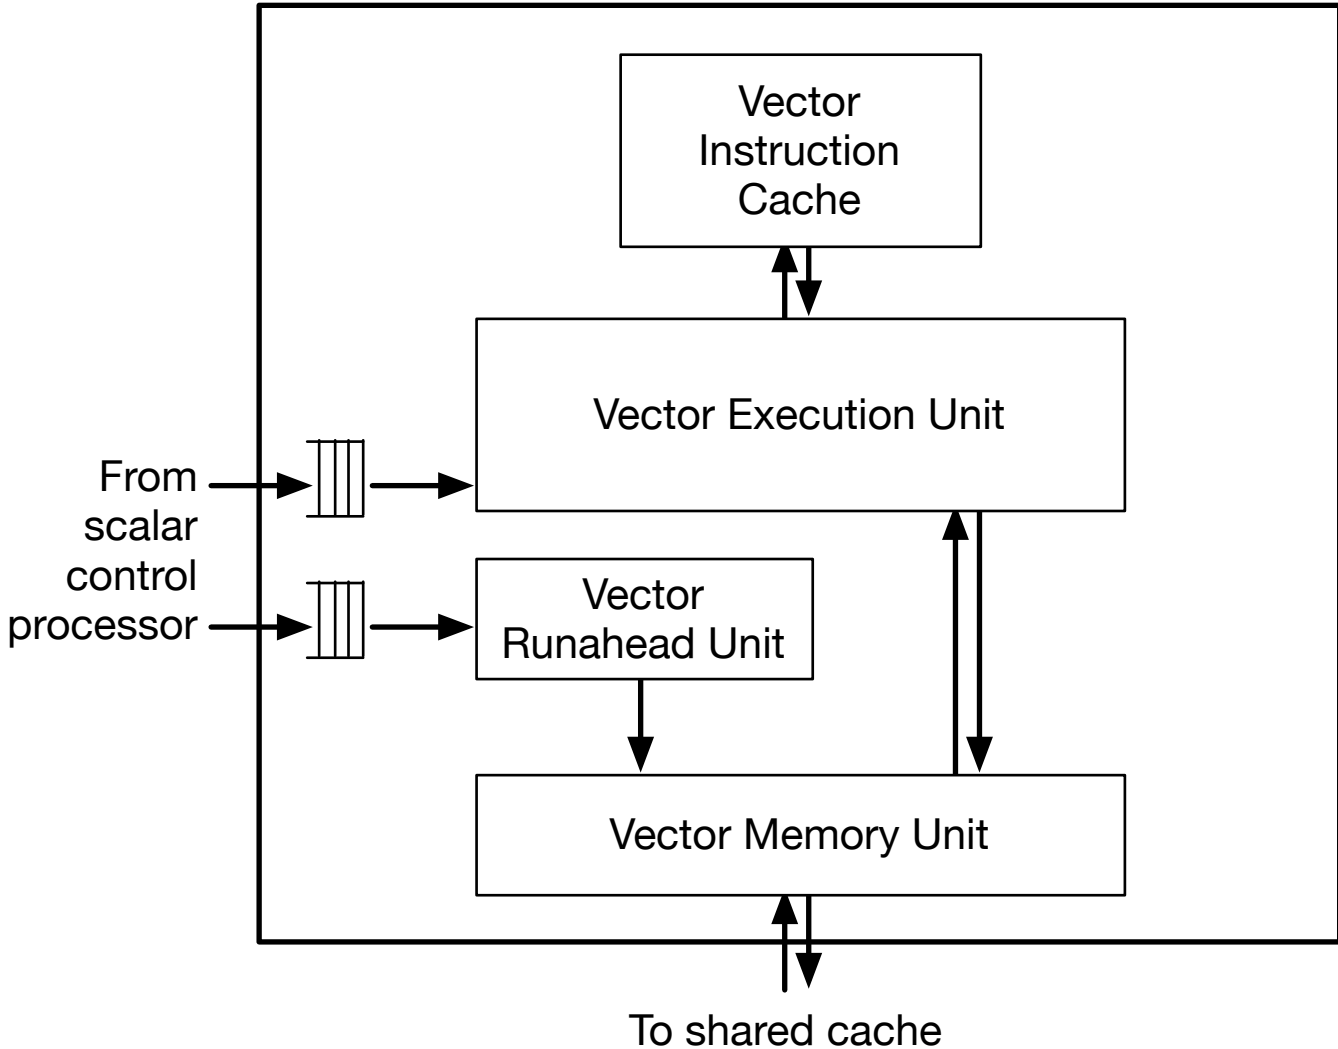 Vector
Instruction
Cache
Vector Execution Unit
From
scalar
control
processor
Vector
Runahead Unit
Vector Memory Unit
To shared cache